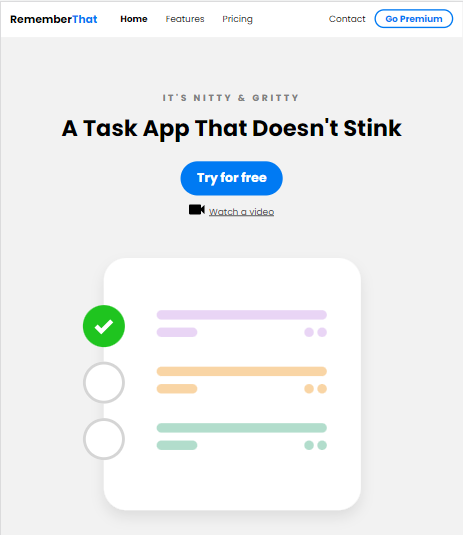 RememberThat Home Features Pricing Contact Go Premium
IT'S NITTY & GRITTY
A Task App That Doesn't Stink
Try for free
Watch a video